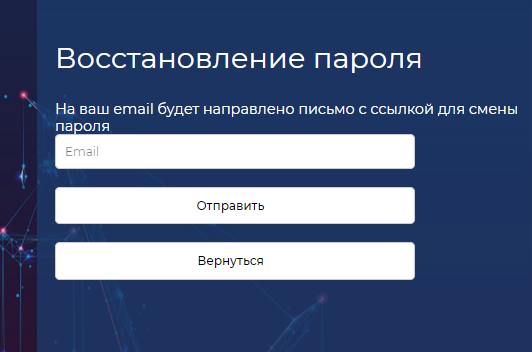 Восстановление пароля
На ваш email будет направлено письмо с ссылкой для смены
пароля
Email
Отправить
Вернуться